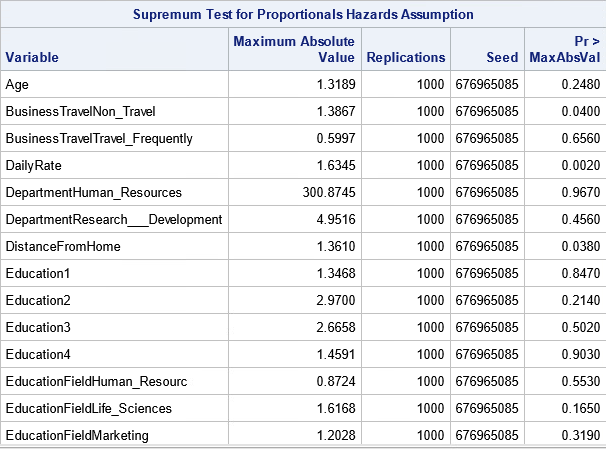 Supremum Test for Proportionals Hazards Assumption
Variable Maximum Absolute Value Replications Seed Pr > MaxAbsVal
Age 1.3189 1000 676965085 0.2480
BusinessTravelNon_Travel 1.3867 1000 676965085 0.0400
BusinessTravelTravel_Frequently 0.5997 1000 676965085 0.6560
DailyRate 1.6345 1000 676965085 0.0020
DepartmentHuman_Resources 300.8745 1000 676965085 0.9670
DepartmentResearch___Development 4.9516 1000 676965085 0.4560
DistanceFromHome 1.3610 1000 676965085 0.0380
Education1 1.3468 1000 676965085 0.8470
Education2 2.9700 1000 676965085 0.2140
Education3 2.6658 1000 676965085 0.5020
Education4 1.4591 1000 676965085 0.9030
EducationFieldHuman_Resourc 0.8724 1000 676965085 0.5530
EducationFieldLife_Sciences 1.6168 1000 676965085 0.1650
EducationFieldMarketing 1.2028 1000 676965085 0.3190